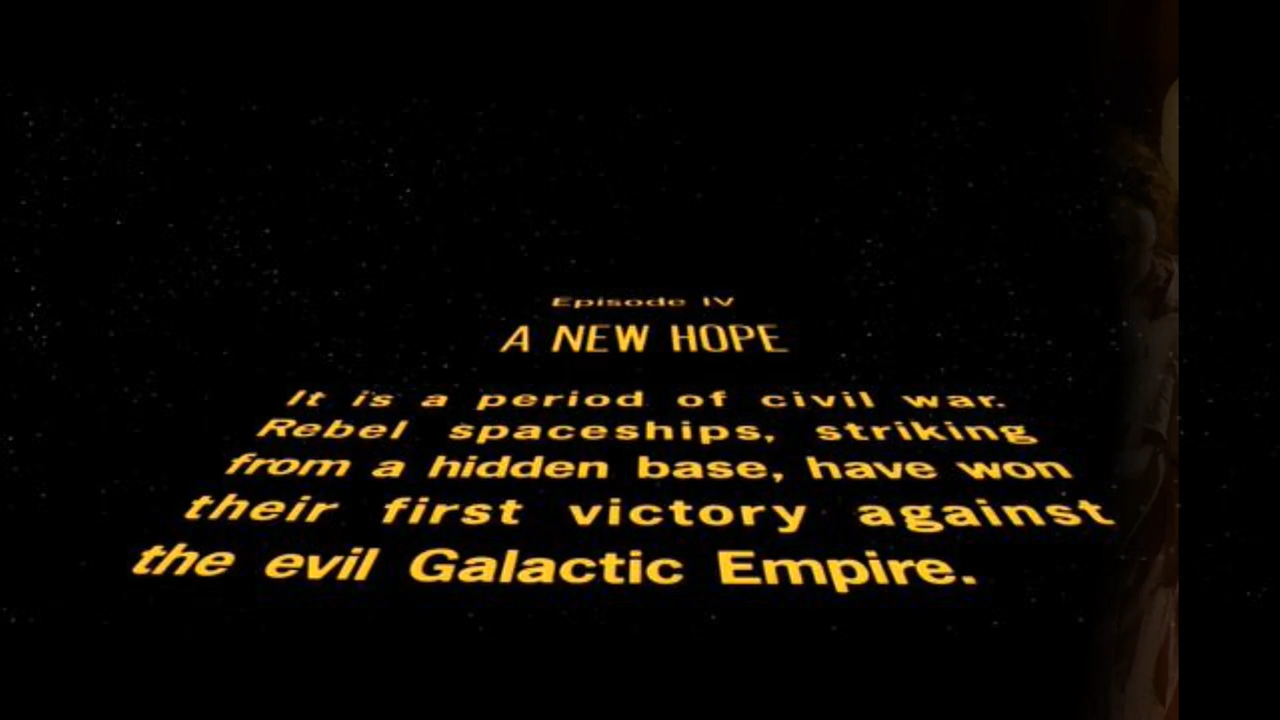 Episode IV
A NEW HOPE
It is a period of civil war.
Rebel spaceships, striking
from a hidden base, have won
their first victory against
the evil Galactic Empire.